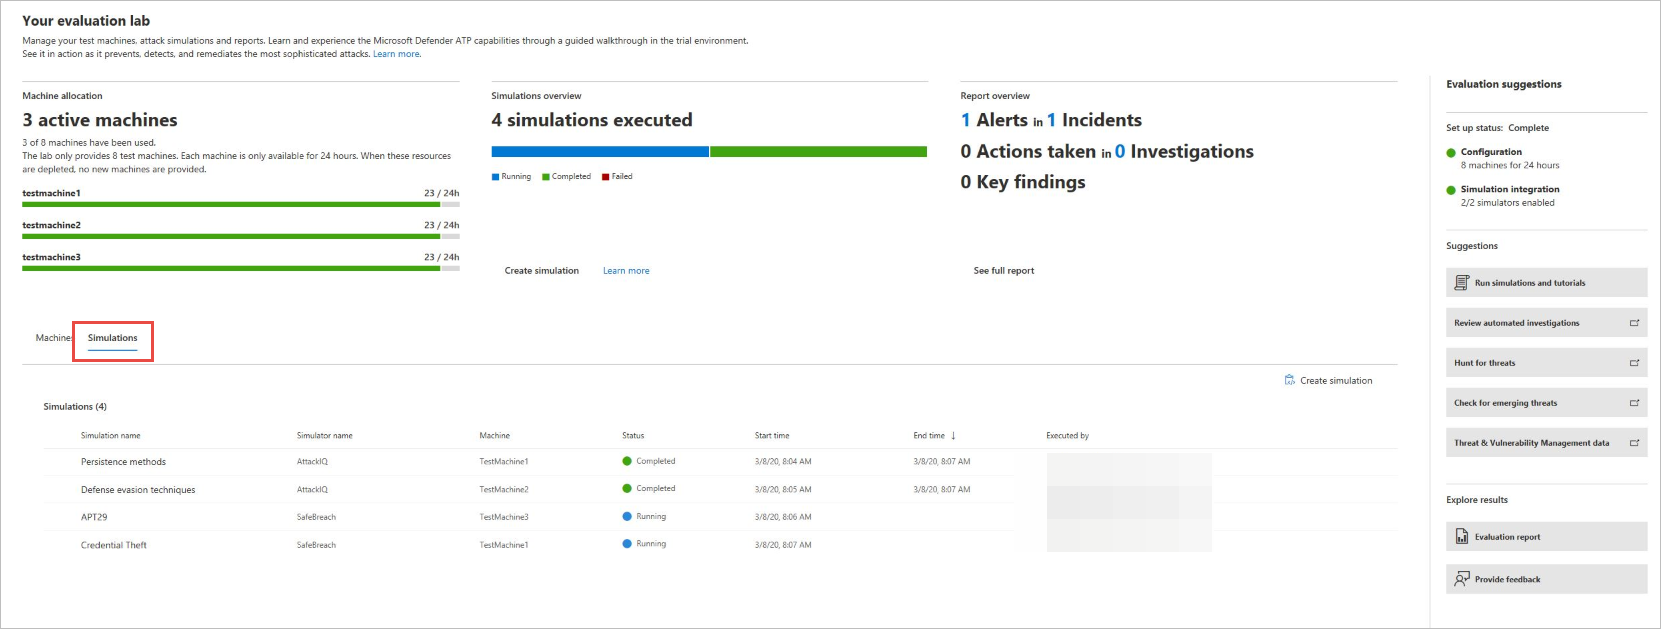 Your evaluation lab
Manage your test machines, attack simulations and reports. Learn and experience the Microsoft Defender ATP capabilities through a guided walkthrough in the trial environment.
See it in action as it prevents, detects, and remediates the most sophisticated attacks. Learn more.
Machine allocation
3 active machines
3 of 8 machines have been used.
The lab only provides 8 test machines. Each machine is only available for 24 hours. When these resources
are depleted, no new machines are provided.
testmachine1 23 / 24h
testmachine2 23 / 24h
testmachine3 23 / 24h
Simulations overview
4 simulations executed
Running Completed Failed
Create simulation Learn more
Report overview
1 Alerts in 1 Incidents
0 Actions taken in 0 Investigations
0 Key findings
See full report
Machines Simulations
Create simulation
Simulations (4)
Simulation name Simulator name Machine Status Start time End time ↓ Executed by
Persistence methods AttackIQ TestMachine1 Completed 3/8/20, 8:04 AM 3/8/20, 8:07 AM
Defense evasion techniques AttackIQ TestMachine2 Completed 3/8/20, 8:05 AM 3/8/20, 8:07 AM
APT29 SafeBreach TestMachine3 Running 3/8/20, 8:06 AM
Credential Theft SafeBreach TestMachine1 Running 3/8/20, 8:07 AM
Evaluation suggestions
Set up status: Complete
Configuration
8 machines for 24 hours
Simulation integration
2/2 simulators enabled
Suggestions
Run simulations and tutorials
Review automated investigations
Hunt for threats
Check for emerging threats
Threat & Vulnerability Management data
Explore results
Evaluation report
Provide feedback